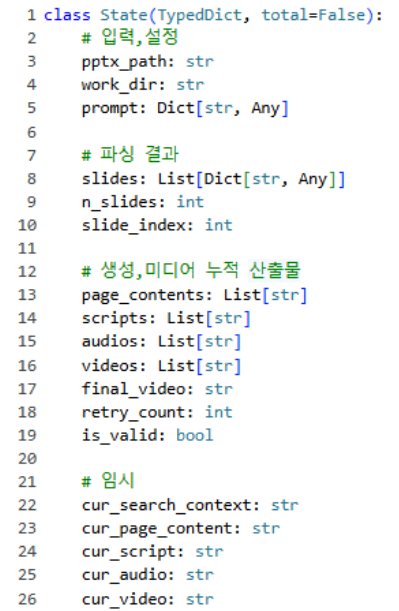 1 class State(TypedDict, total=False):
2     # 입력,설정
3     pptx_path: str
4     work_dir: str
5     prompt: Dict[str, Any]
6
7     # 파싱 결과
8     slides: List[Dict[str, Any]]
9     n_slides: int
10     slide_index: int
11
12     # 생성,미디어 누적 산출물
13     page_contents: List[str]
14     scripts: List[str]
15     audios: List[str]
16     videos: List[str]
17     final_video: str
18     retry_count: int
19     is_valid: bool
20
21     # 임시
22     cur_search_context: str
23     cur_page_content: str
24     cur_script: str
25     cur_audio: str
26     cur_video: str